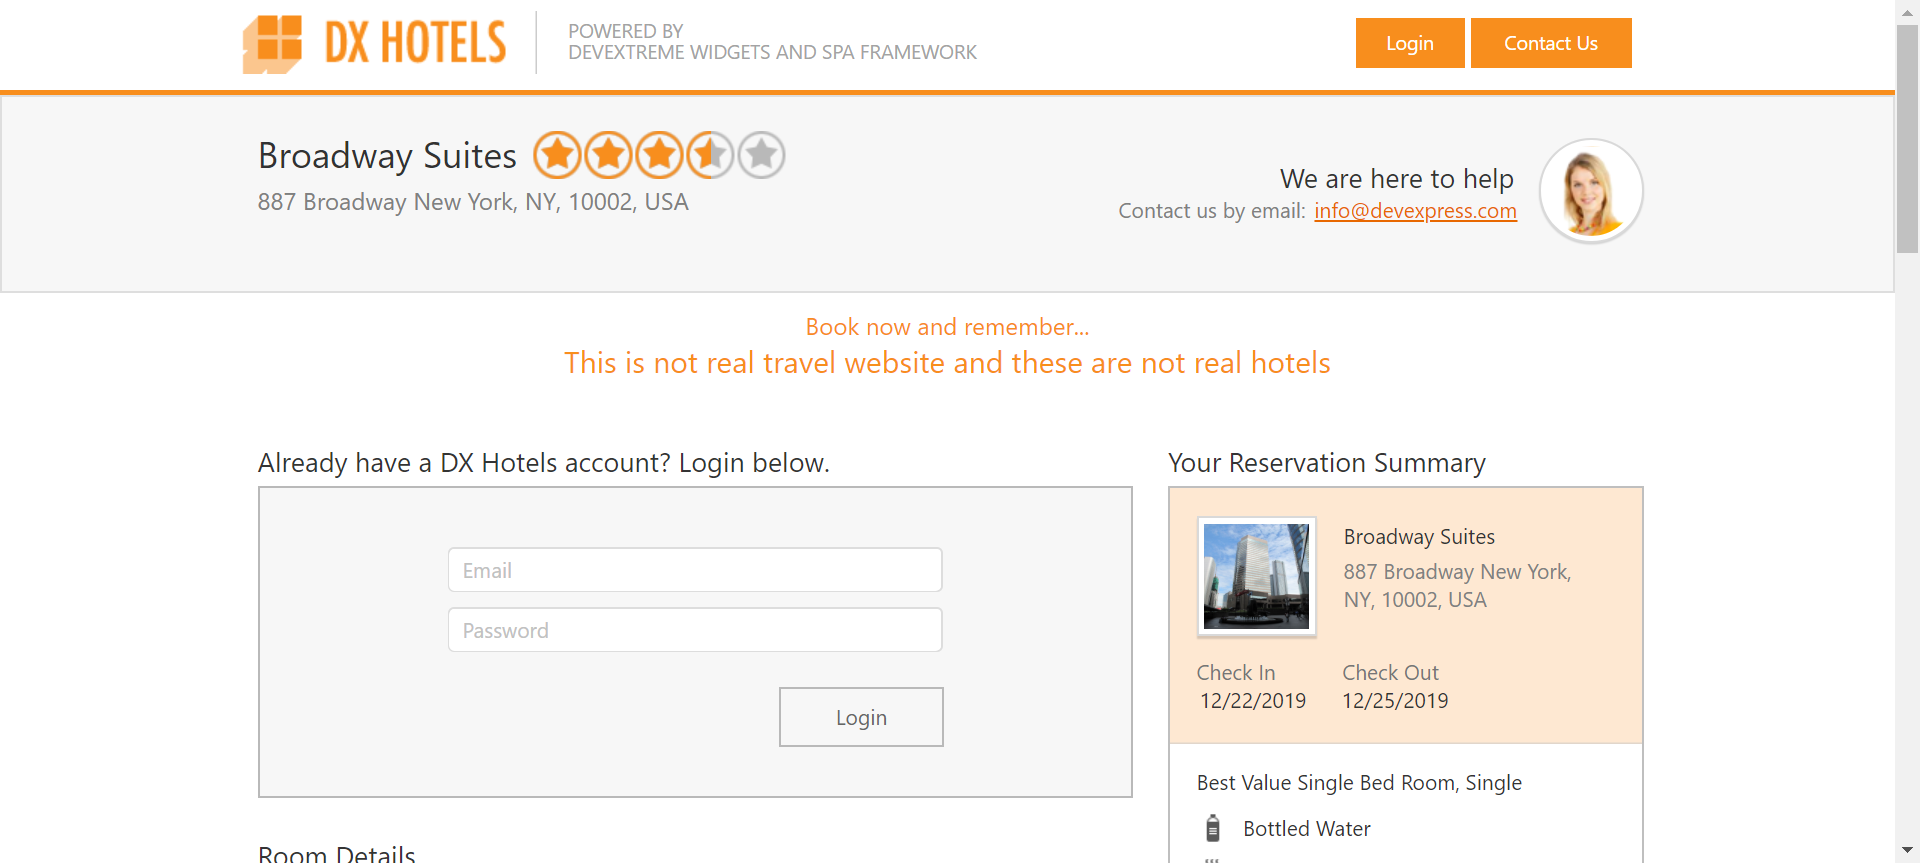 DX HOTELS
POWERED BY
DEVEXTREME WIDGETS AND SPA FRAMEWORK
Login
Contact Us
Broadway Suites
887 Broadway New York, NY, 10002, USA
We are here to help
Contact us by email: info@devexpress.com
Book now and remember...
This is not real travel website and these are not real hotels
Already have a DX Hotels account? Login below.
Email
Password
Login
Room Details
Your Reservation Summary
Broadway Suites
887 Broadway New York,
NY, 10002, USA
Check In
12/22/2019
Check Out
12/25/2019
Best Value Single Bed Room, Single
Bottled Water